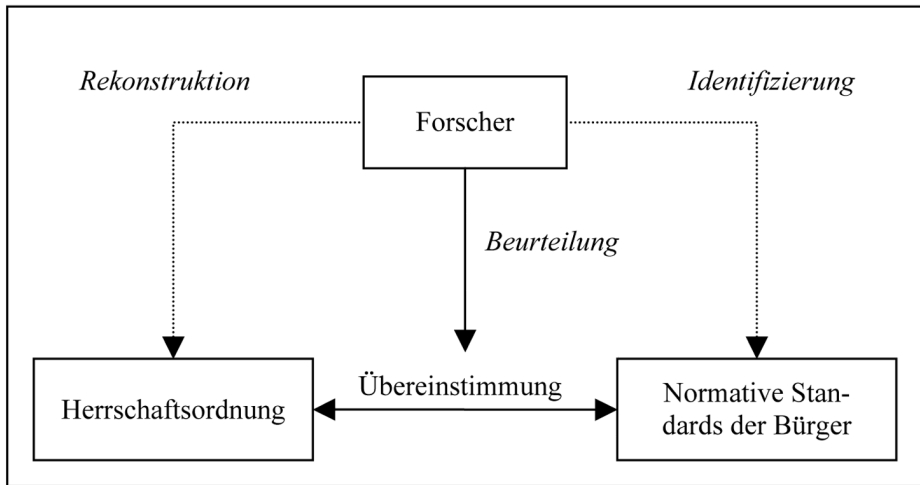 Rekonstruktion
Identifizierung
Forscher
Beurteilung
Übereinstimmung
Herrschaftsordnung
Normative Stan-
dards der Bürger